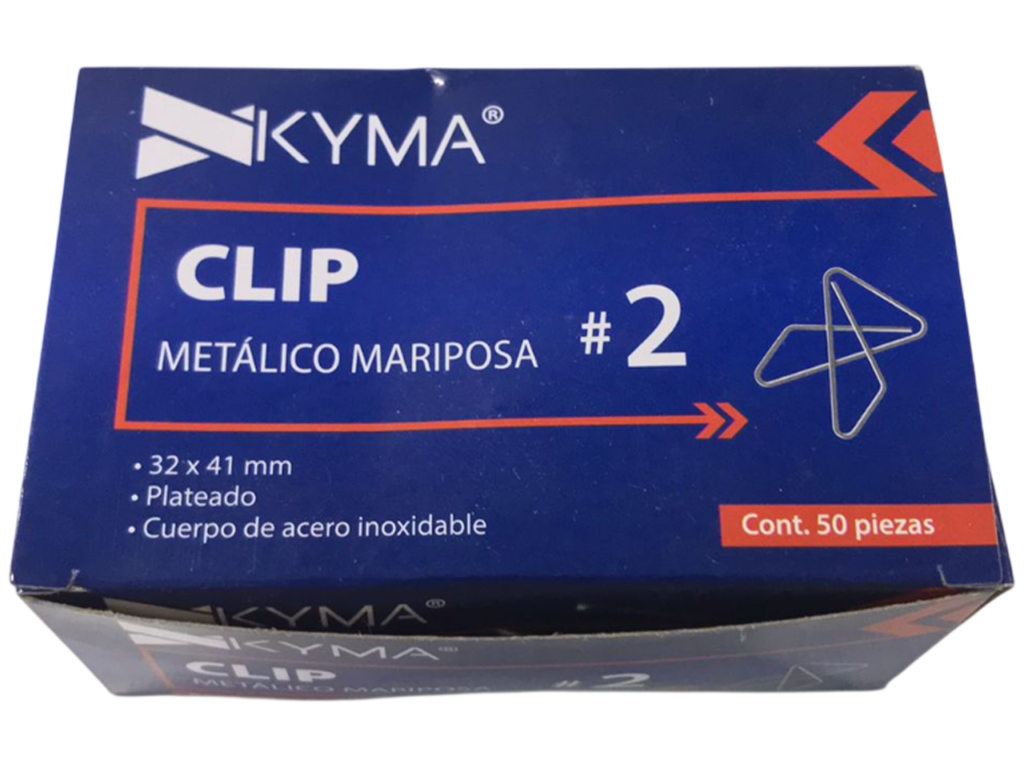 KYMA®
CLIP
METÁLICO MARIPOSA
#2
• 32 x 41 mm
• Plateado
• Cuerpo de acero inoxidable
Cont. 50 piezas
KYMA®
KYMA®
CLIP
METÁLICO MARIPOSA
#2